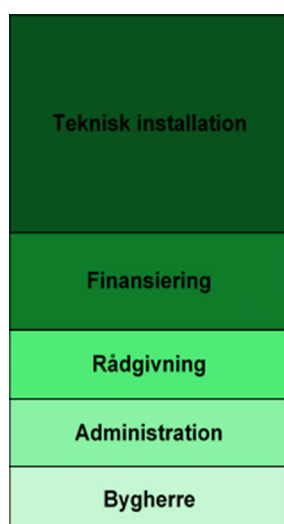 Teknisk installation
Finansiering
Rådgivning
Administration
Bygherre